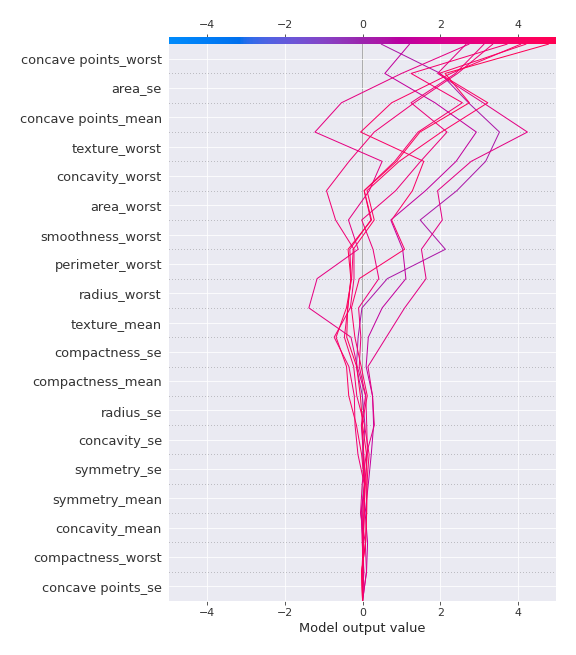 −4 −2 0 2 4
concave points_worst
area_se
concave points_mean
texture_worst
concavity_worst
area_worst
smoothness_worst
perimeter_worst
radius_worst
texture_mean
compactness_se
compactness_mean
radius_se
concavity_se
symmetry_se
symmetry_mean
concavity_mean
compactness_worst
concave points_se
−4 −2 0 2 4
Model output value